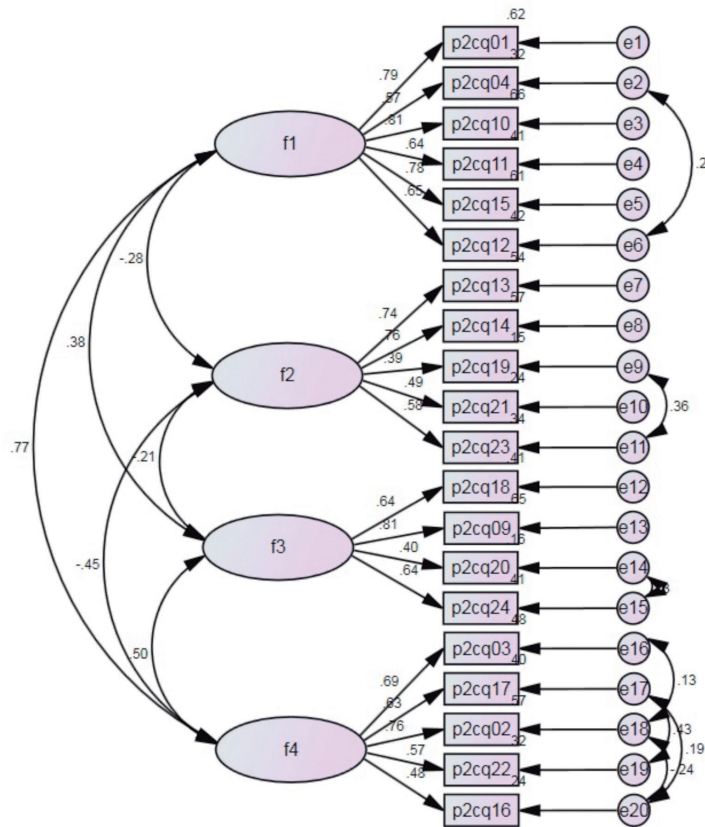 .62
p2cq01
e1
.79
.32
p2cq04
e2
.57
.66
p2cq10
e3
.81
.41
f1
p2cq11
e4
.64
.61
p2cq15
e5
.78
.42
p2cq12
e6
.65
.54
.2
-.28
p2cq13
e7
.74
.57
p2cq14
e8
.76
.15
f2
p2cq19
e9
.39
.24
p2cq21
e10
.49
.34
p2cq23
e11
.58
.41
.36
.38
.77
-.21
p2cq18
e12
.64
.65
f3
p2cq09
e13
.81
.16
p2cq20
e14
.40
.41
p2cq24
e15
.64
.48
-.45
.50
p2cq03
e16
.69
.40
p2cq17
e17
.63
.57
f4
p2cq02
e18
.76
.32
p2cq22
e19
.57
.24
p2cq16
e20
.48
.13
.43
.19
-.24